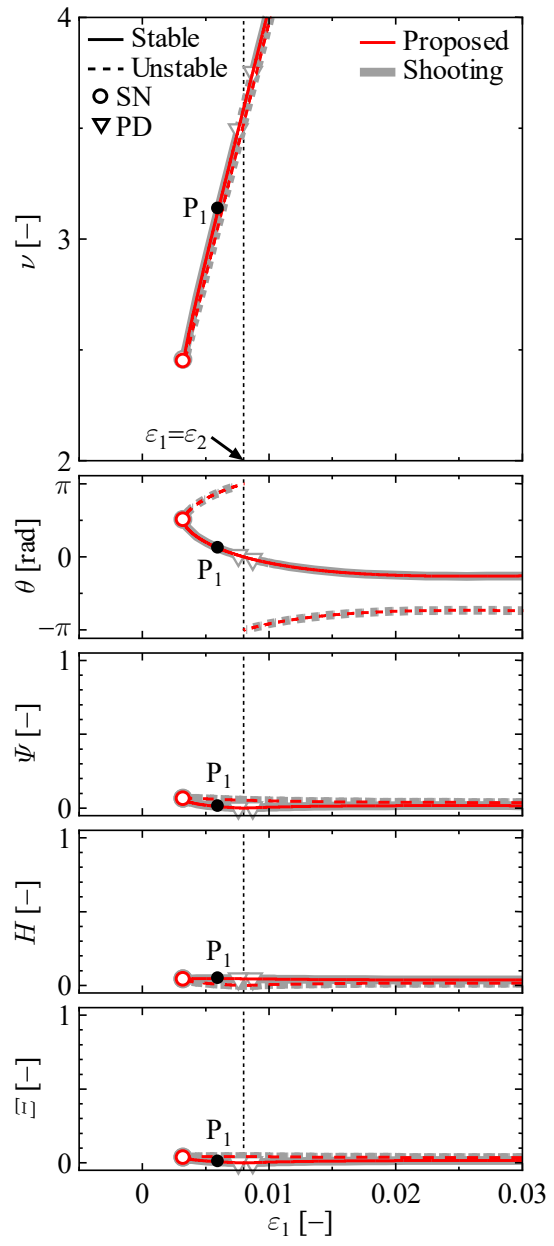 4
Stable
Proposed
Unstable
Shooting
SN
PD
P₁
3
ν [−]
ε₁=ε₂
2
π
θ [rad]
0
P₁
−π
1
Ψ [−]
P₁
0
1
H [−]
P₁
0
1
Ξ [−]
P₁
0
0 0.01 0.02 0.03
ε₁ [−]